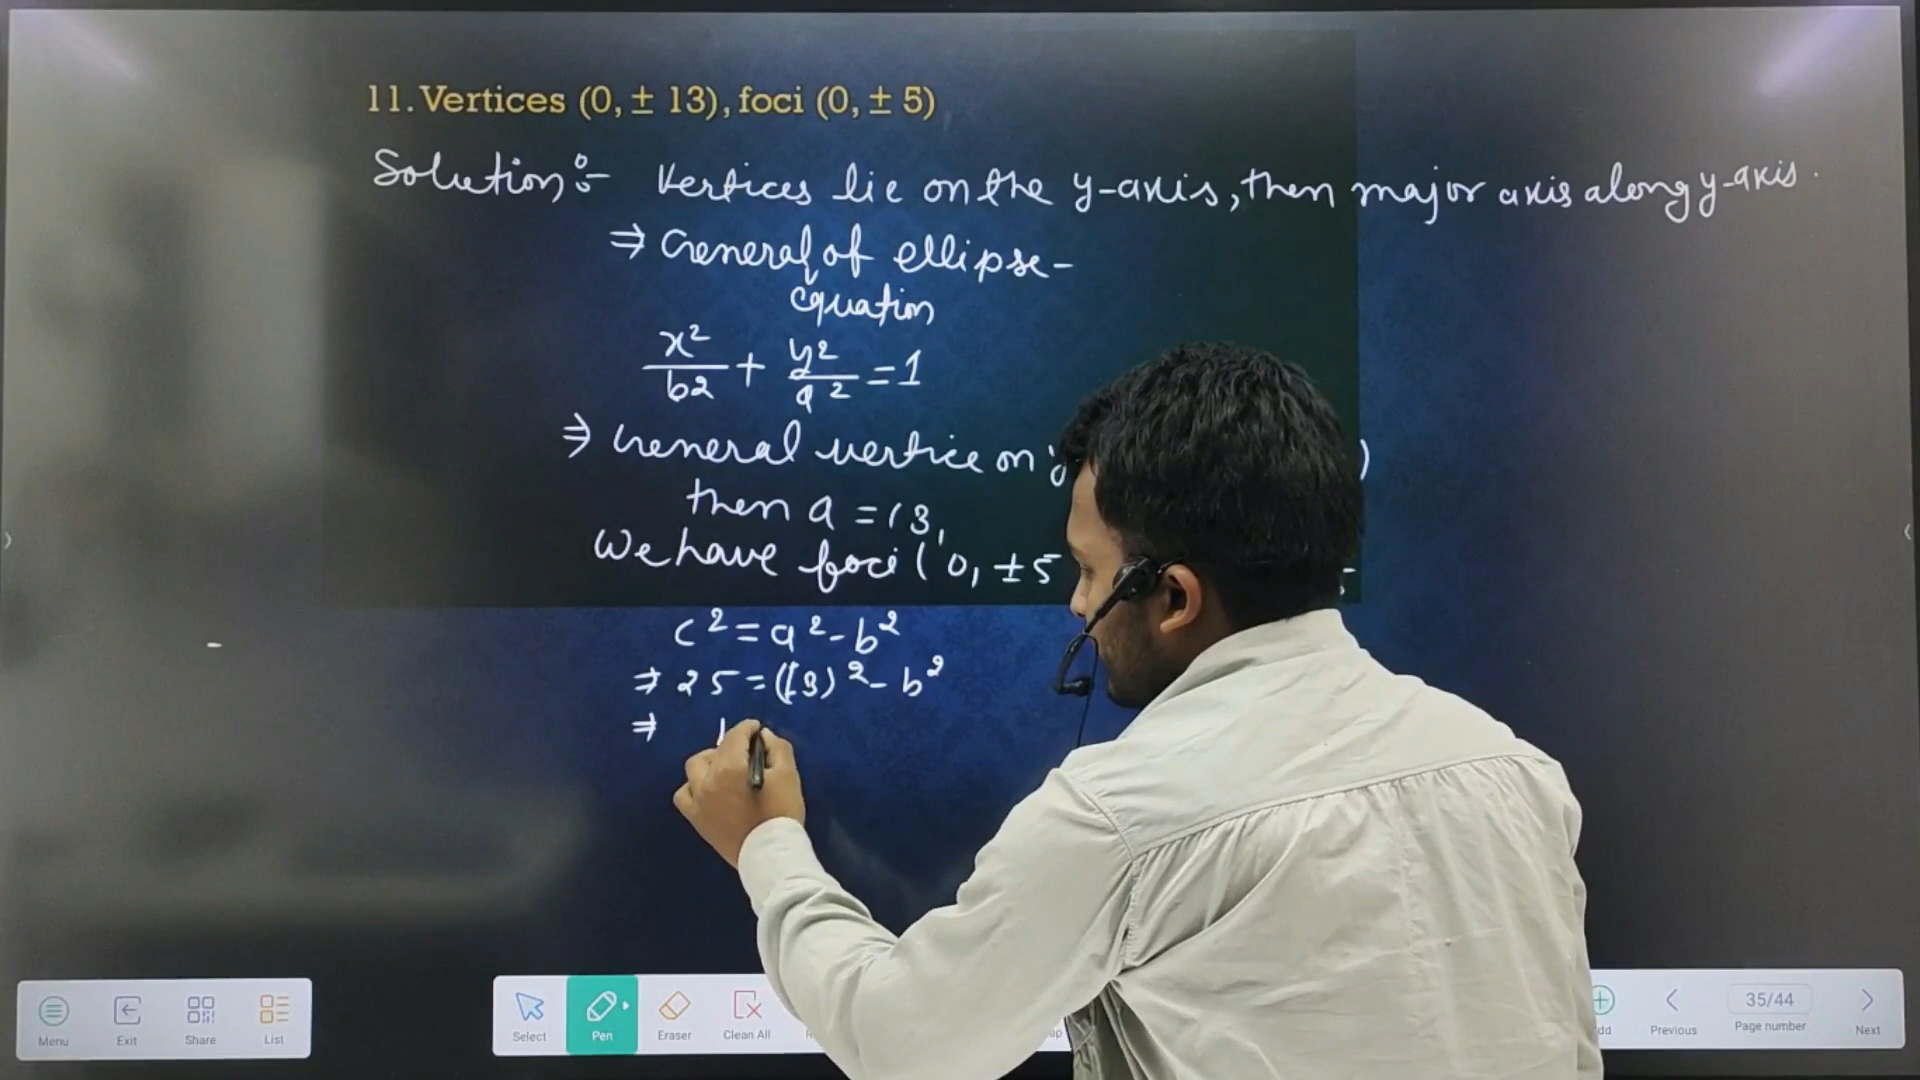 11. Vertices (0, ± 13), foci (0, ± 5)
Solution:- Vertices lie on the y-axis, then major axis along y-axis.
⇒ General of ellipse-
equation
x²/b² + y²/a² = 1
⇒ General vertice on
then a = 13,
We have foci (0, ±5
c² = a² - b²
⇒ 25 = (13)² - b²
⇒
Menu Exit Share List Select Pen Eraser Clean All Previous 35/44 Page number Next